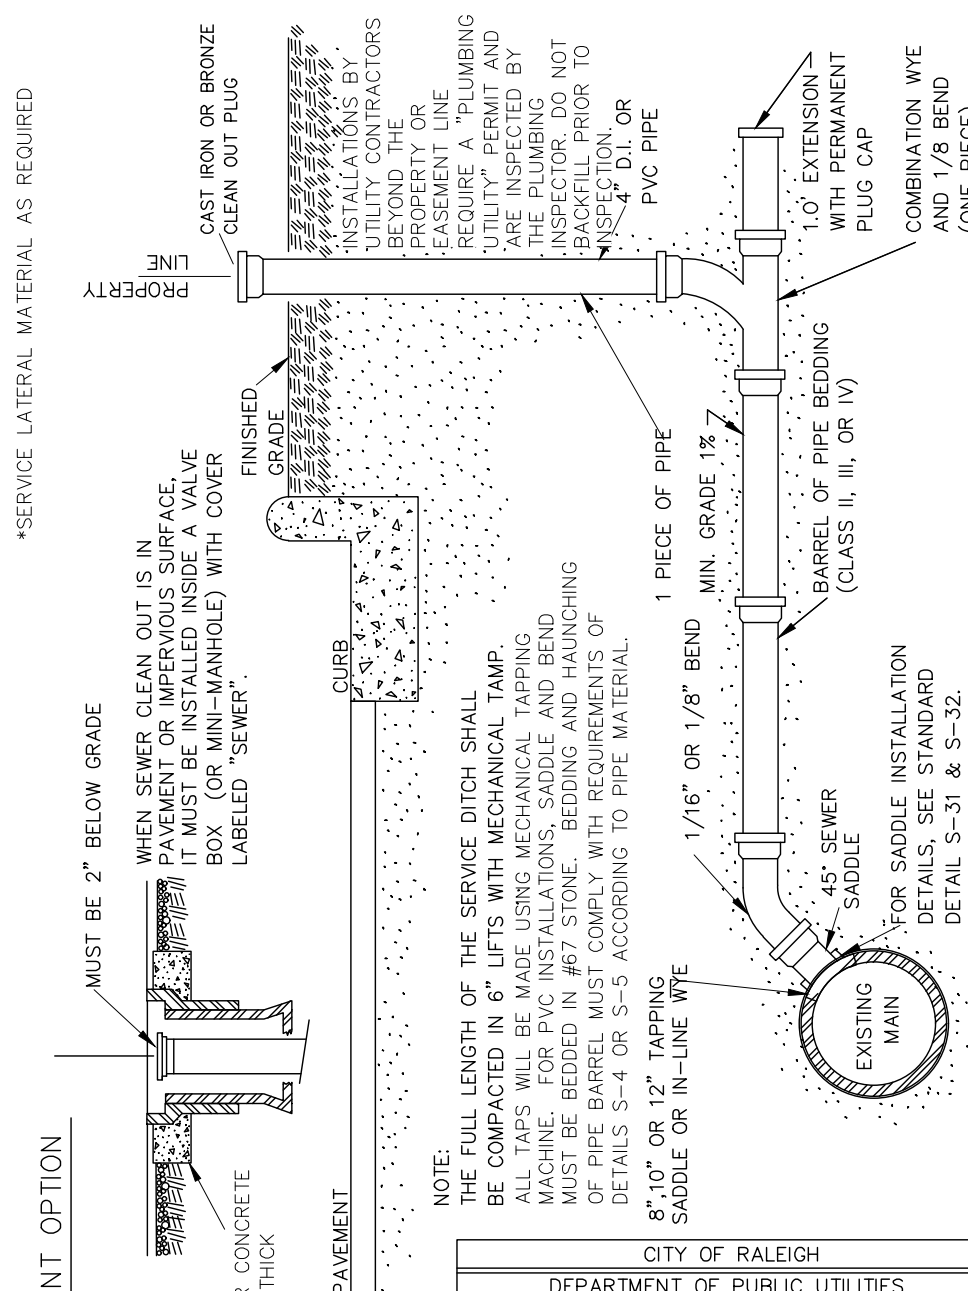 *SERVICE LATERAL MATERIAL AS REQUIRED
NT OPTION
MUST BE 2" BELOW GRADE
WHEN SEWER CLEAN OUT IS IN
PAVEMENT OR IMPERVIOUS SURFACE,
IT MUST BE INSTALLED INSIDE A VALVE
BOX (OR MINI-MANHOLE) WITH COVER
LABELED "SEWER".
CONCRETE
THICK
PROPERTY
LINE
CAST IRON OR BRONZE
CLEAN OUT PLUG
FINISHED
GRADE
CURB
PAVEMENT
INSTALLATIONS BY
UTILITY CONTRACTORS
BEYOND THE
PROPERTY OR
EASEMENT LINE
REQUIRE A "PLUMBING
UTILITY" PERMIT AND
ARE INSPECTED BY
THE PLUMBING
INSPECTOR. DO NOT
BACKFILL PRIOR TO
INSPECTION.
4" D.I. OR
PVC PIPE
NOTE:
THE FULL LENGTH OF THE SERVICE DITCH SHALL
BE COMPACTED IN 6" LIFTS WITH MECHANICAL TAMP.
ALL TAPS WILL BE MADE USING MECHANICAL TAPPING
MACHINE. FOR PVC INSTALLATIONS, SADDLE AND BEND
MUST BE BEDDED IN #67 STONE. BEDDING AND HAUNCHING
OF PIPE BARREL MUST COMPLY WITH REQUIREMENTS OF
DETAILS S-4 OR S-5 ACCORDING TO PIPE MATERIAL.
8",10" OR 12" TAPPING
SADDLE OR IN-LINE WYE
1 PIECE OF PIPE
MIN. GRADE 1%
1/16" OR 1/8" BEND
BARREL OF PIPE BEDDING
(CLASS II, III, OR IV)
1.0' EXTENSION
WITH PERMANENT
PLUG CAP
COMBINATION WYE
AND 1/8 BEND
(ONE PIECE)
45° SEWER
SADDLE
FOR SADDLE INSTALLATION
DETAILS, SEE STANDARD
DETAIL S-31 & S-32.
EXISTING
MAIN
CITY OF RALEIGH
DEPARTMENT OF PUBLIC UTILITIES